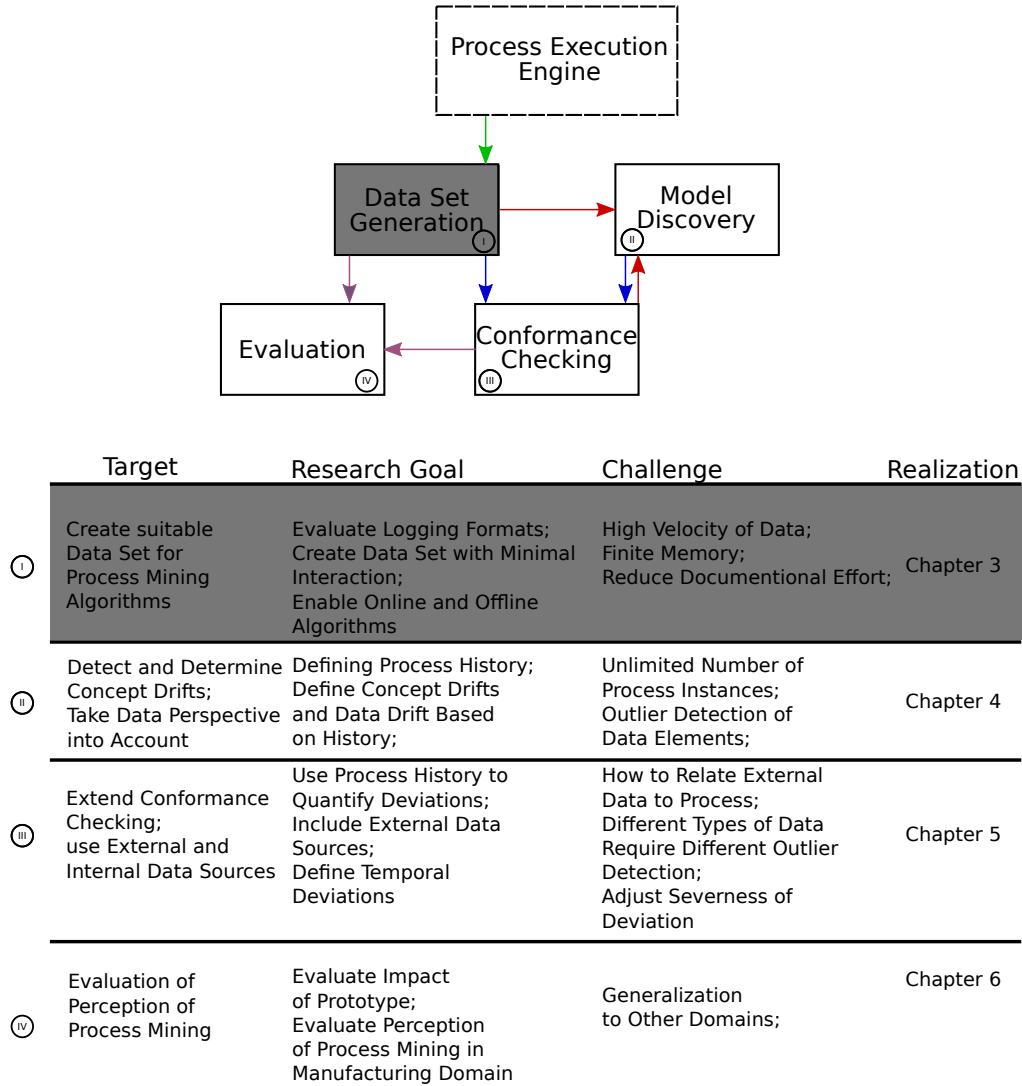 Process Execution
Engine
Data Set
Generation
I
Model
Discovery
II
Evaluation
IV
Conformance
Checking
III
Target
Research Goal
Challenge
Realization
I
Create suitable
Data Set for
Process Mining
Algorithms
Evaluate Logging Formats;
Create Data Set with Minimal
Interaction;
Enable Online and Offline
Algorithms
High Velocity of Data;
Finite Memory;
Reduce Documentional Effort;
Chapter 3
II
Detect and Determine
Concept Drifts;
Take Data Perspective
into Account
Defining Process History;
Define Concept Drifts
and Data Drift Based
on History;
Unlimited Number of
Process Instances;
Outlier Detection of
Data Elements;
Chapter 4
III
Extend Conformance
Checking;
use External and
Internal Data Sources
Use Process History to
Quantify Deviations;
Include External Data
Sources;
Define Temporal
Deviations
How to Relate External
Data to Process;
Different Types of Data
Require Different Outlier
Detection;
Adjust Severness of
Deviation
Chapter 5
IV
Evaluation of
Perception of
Process Mining
Evaluate Impact
of Prototype;
Evaluate Perception
of Process Mining in
Manufacturing Domain
Generalization
to Other Domains;
Chapter 6